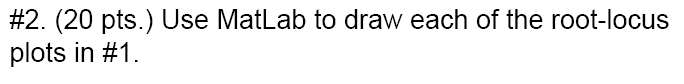 #2. (20 pts.) Use MatLab to draw each of the root-locus
plots in #1.